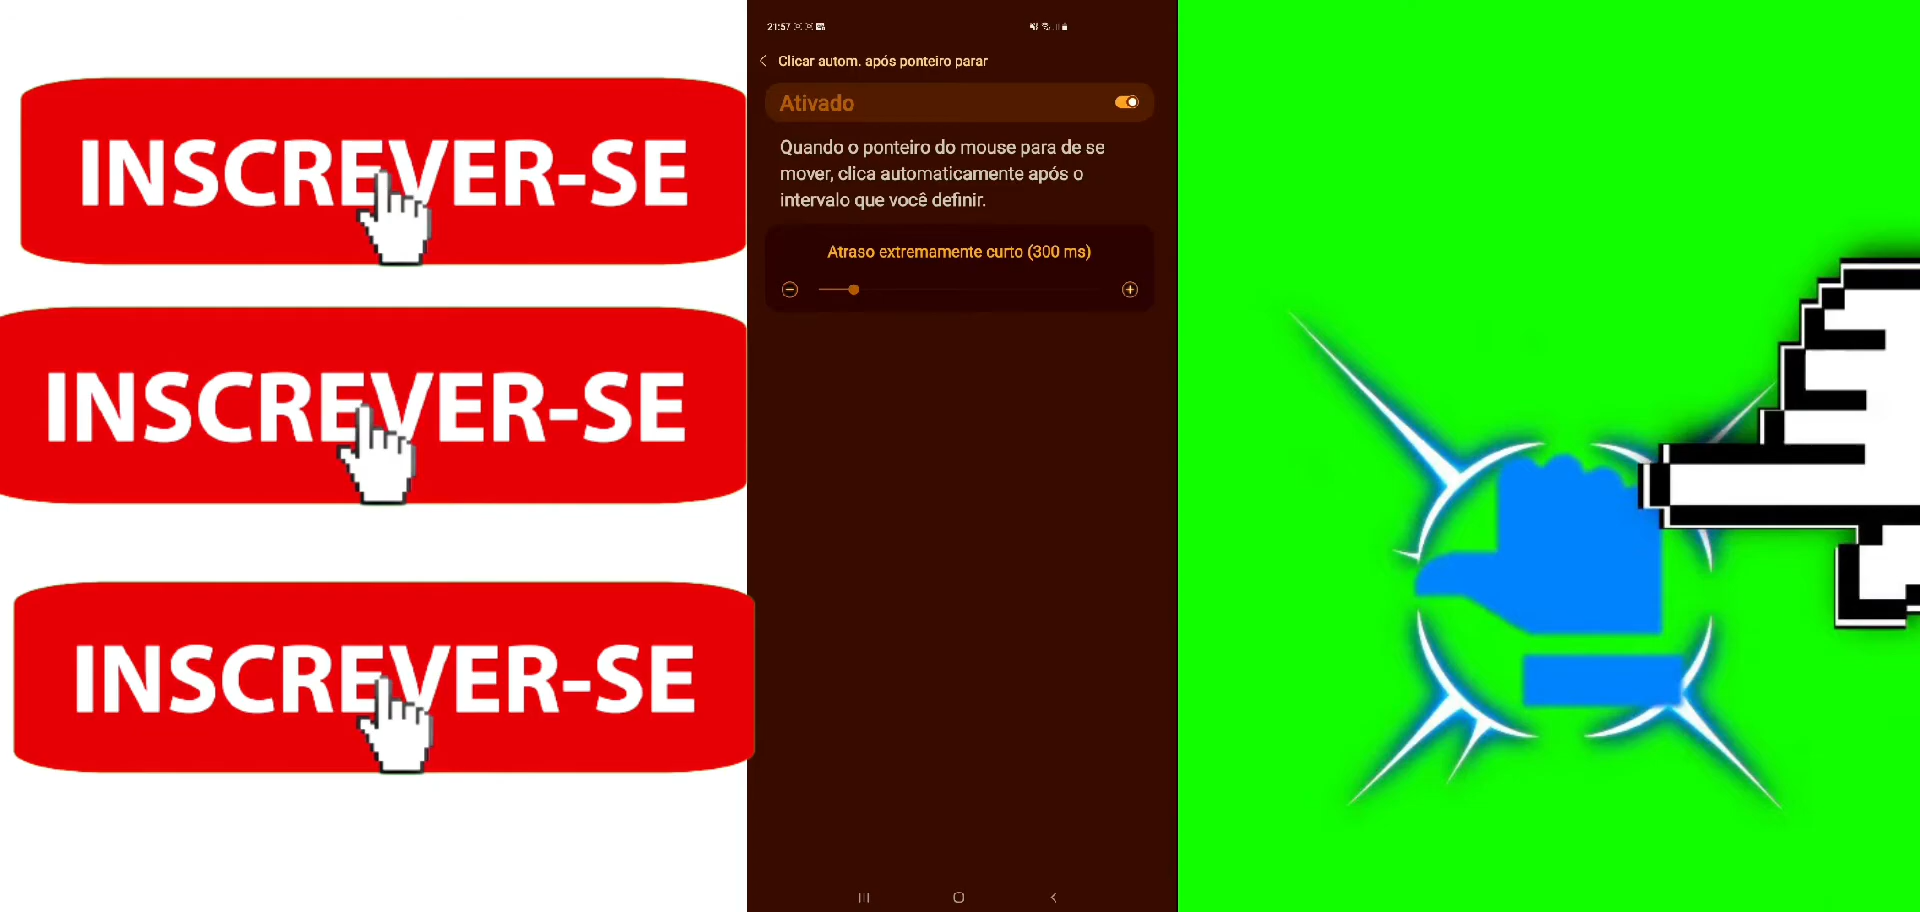 INSCREVER-SE
INSCREVER-SE
INSCREVER-SE
21:57
Clicar autom. após ponteiro parar
Ativado
Quando o ponteiro do mouse para de se
mover, clica automaticamente após o
intervalo que você definir.
Atraso extremamente curto (300 ms)